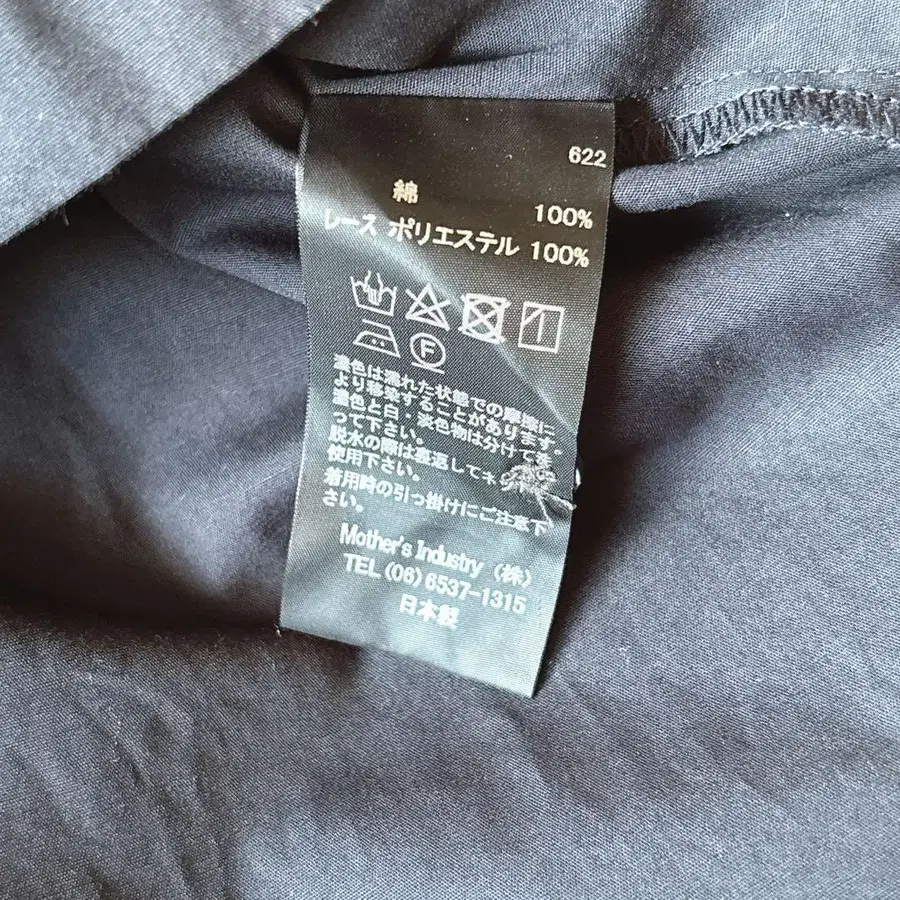 622
綿 100%
レース ポリエステル 100%
F
濃色は濡れた状態での摩擦に
より移染することがあります。
濃色と白・淡色物は分けて洗
って下さい。
脱水の際は裏返してネット
使用下さい。
着用時の引っ掛けにご注意下
さい。
Mother's Industry (株)
TEL (06) 6537-1315
日本製